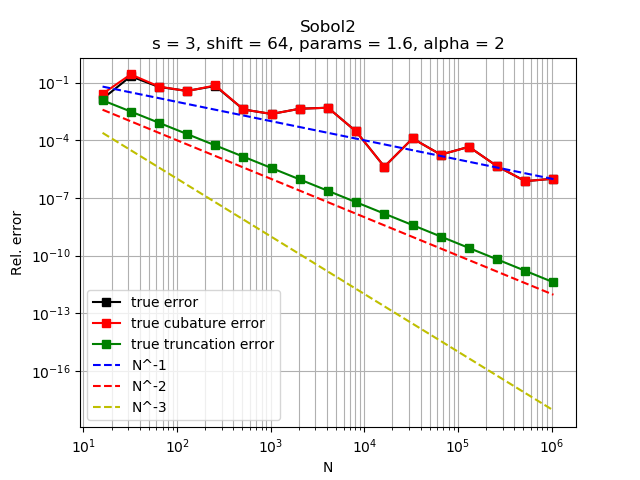 Sobol2
s = 3, shift = 64, params = 1.6, alpha = 2
Rel. error
10^−1
10^−4
10^−7
10^−10
10^−13
10^−16
true error
true cubature error
true truncation error
N^-1
N^-2
N^-3
10^1
10^2
10^3
10^4
10^5
10^6
N